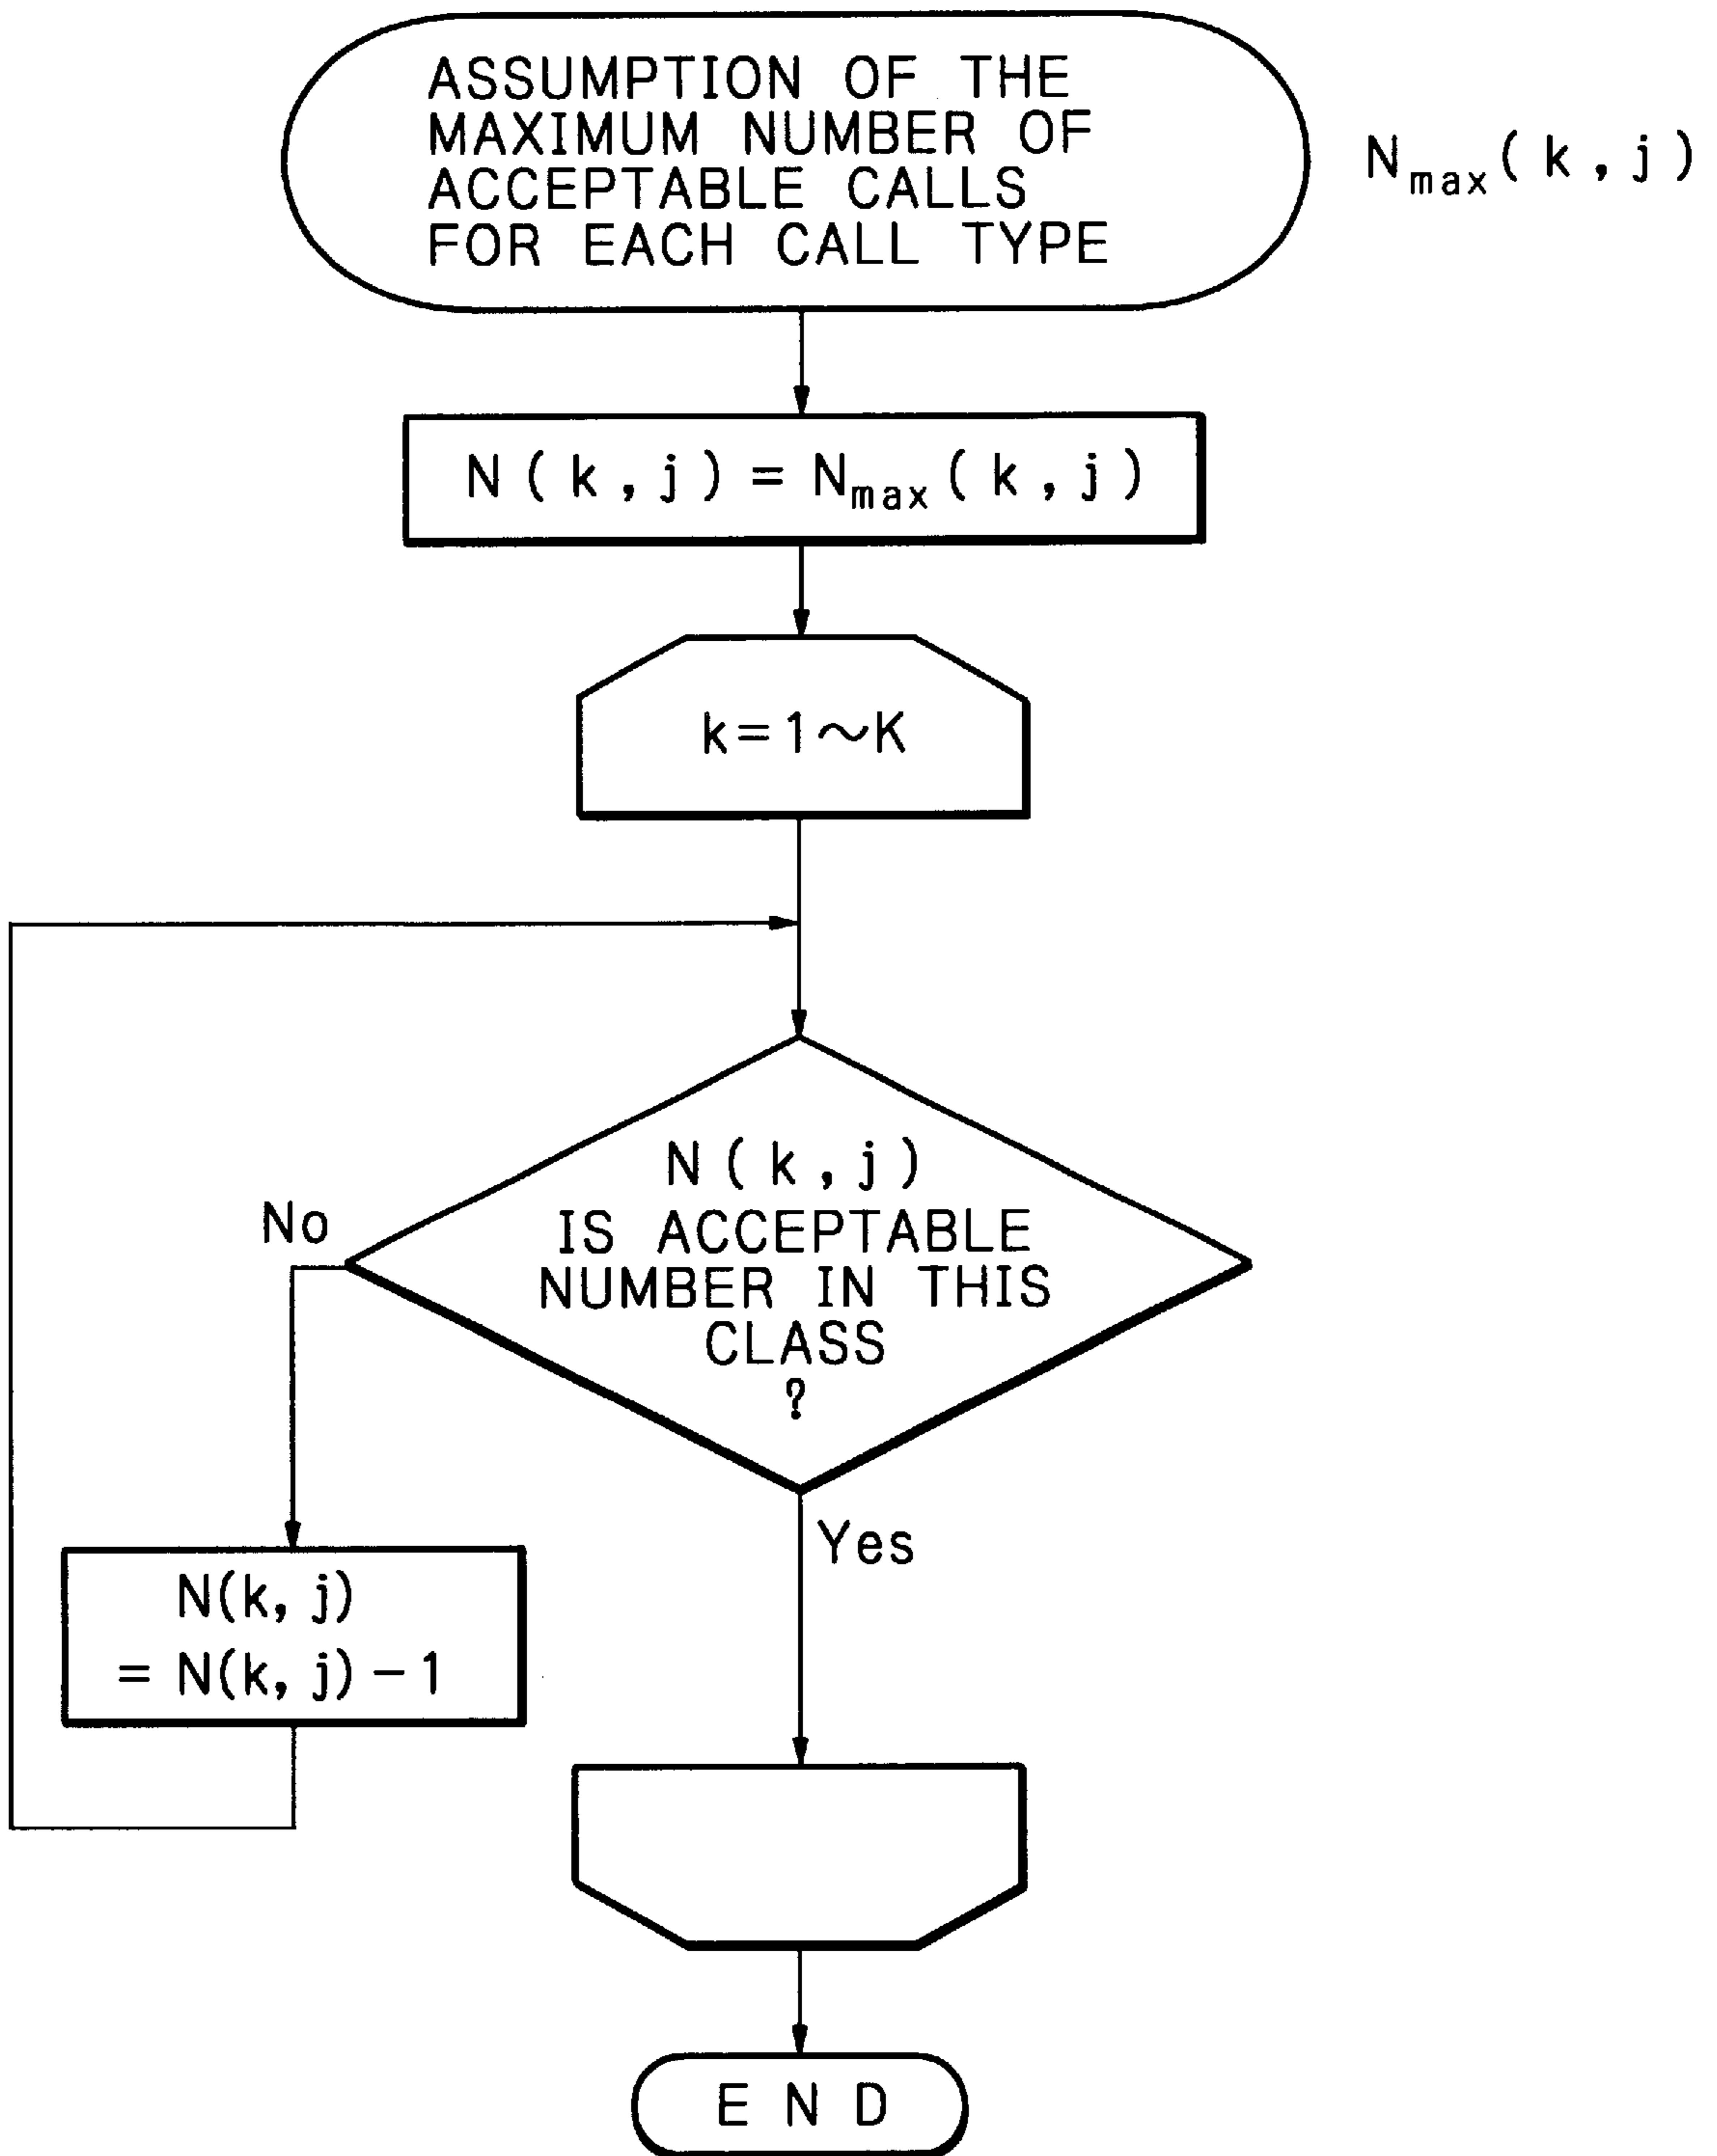 ASSUMPTION OF THE
MAXIMUM NUMBER OF
ACCEPTABLE CALLS
FOR EACH CALL TYPE
Nmax(k,j)
N(k,j)=Nmax(k,j)
k=1~K
N(k,j)
IS ACCEPTABLE
NUMBER IN THIS
CLASS
?
No
Yes
N(k,j)
=N(k,j)-1
END